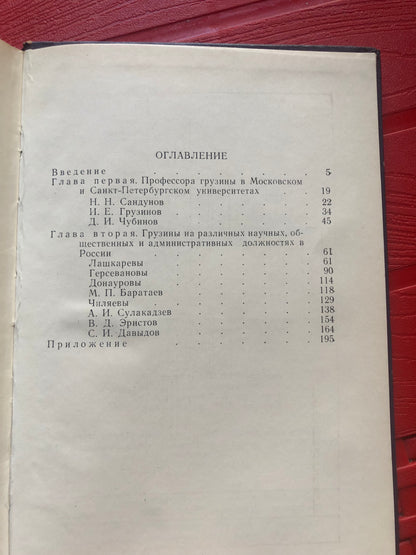 ОГЛАВЛЕНИЕ
Введение 5
Глава первая. Профессора грузины в Московском
и Санкт-Петербургском университетах 19
Н. Н. Сандунов 22
И. Е. Грузинов 34
Д. И. Чубинов 45
Глава вторая. Грузины на различных научных, об-
щественных и административных должностях в
России 61
Лашкаревы 61
Герсевановы 90
Донауровы 114
М. П. Баратаев 118
Чиляевы 129
А. И. Сулакадзев 138
В. Д. Эристов 154
С. И. Давыдов 164
Приложение 195